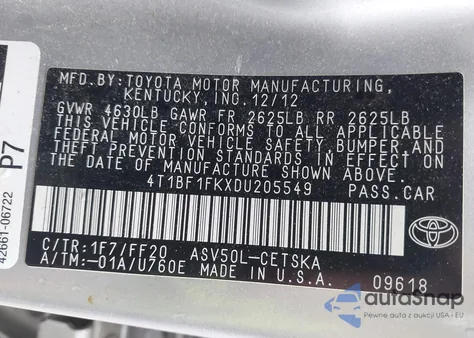 MFD.BY:TOYOTA MOTOR MANUFACTURING,
KENTUCKY,INC.12/12
GVWR 4630LB GAWR FR 2625LB RR 2625LB
THIS VEHICLE CONFORMS TO ALL APPLICABLE
FEDERAL MOTOR VEHICLE SAFETY,BUMPER,AND
THEFT PREVENTION STANDARDS IN EFFECT ON
THE DATE OF MANUFACTURE SHOWN ABOVE.
4T1BF1FKXDU205549 PASS.CAR
C/TR:1F7/FF20 ASV50L-CETSKA
A/TM:-01A/U760E MADE IN U.S.A.
09618
TOYOTA
P7
42661-06722
autoSnap
Pewne auta z aukcji USA i EU